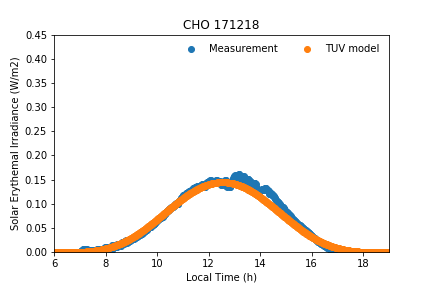 CHO 171218
Measurement TUV model
Solar Erythemal Irradiance (W/m2)
0.45
0.40
0.35
0.30
0.25
0.20
0.15
0.10
0.05
0.00
6 8 10 12 14 16 18
Local Time (h)